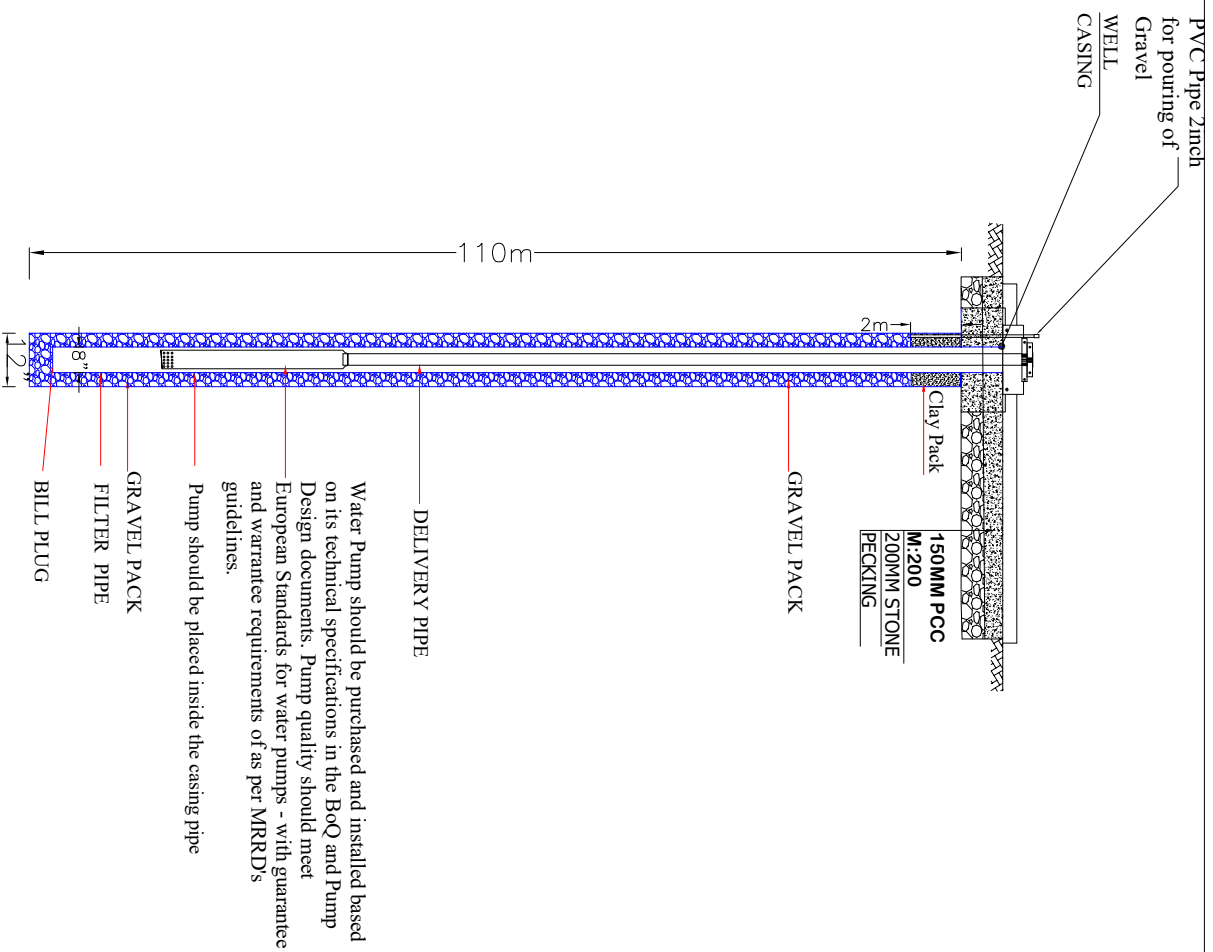 PVC Pipe 2inch
for pouring of
Gravel
WELL
CASING
110m
2m
Clay Pack
150MM PCC
M:200
200MM STONE
PECKING
GRAVEL PACK
DELIVERY PIPE
Water Pump should be purchased and installed based
on its technical specifications in the BoQ and Pump
Design documents. Pump quality should meet
European Standards for water pumps - with guarantee
and warrantee requirements of as per MRRD's
guidelines.
Pump should be placed inside the casing pipe
GRAVEL PACK
FILTER PIPE
BILL PLUG
8"
12"